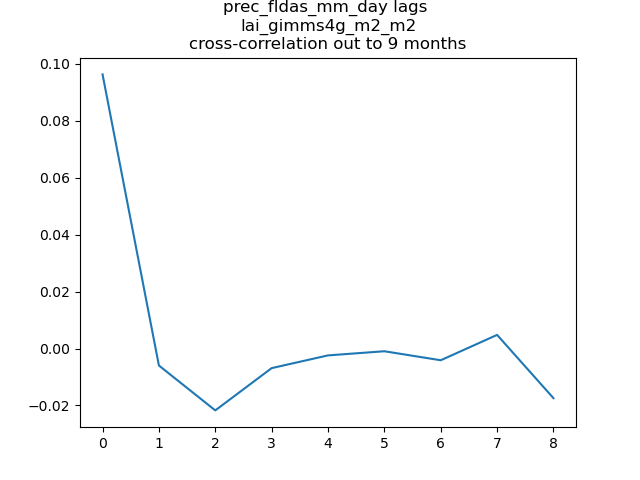 prec_fldas_mm_day lags
lai_gimms4g_m2_m2
cross-correlation out to 9 months
0.10
0.08
0.06
0.04
0.02
0.00
−0.02
0 1 2 3 4 5 6 7 8